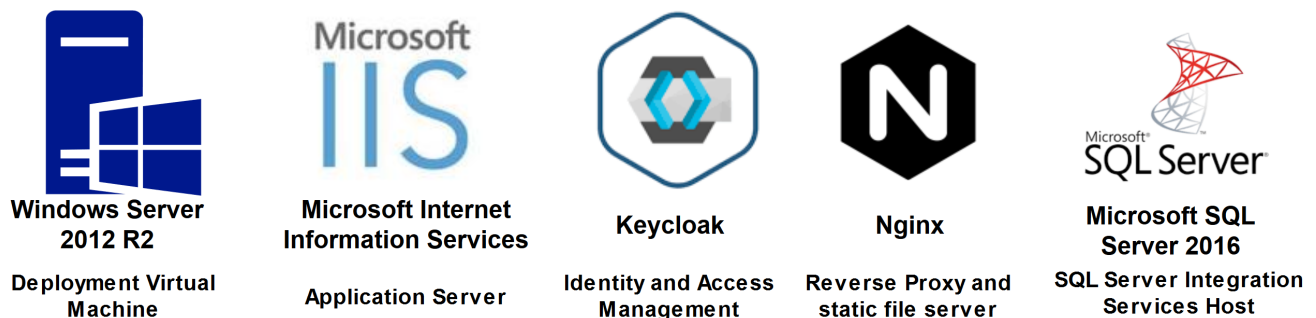 Microsoft
IIS
N
Microsoft®
SQL Server®
Windows Server
2012 R2
Microsoft Internet
Information Services
Keycloak
Nginx
Microsoft SQL
Server 2016
Deployment Virtual
Machine
Application Server
Identity and Access
Management
Reverse Proxy and
static file server
SQL Server Integration
Services Host